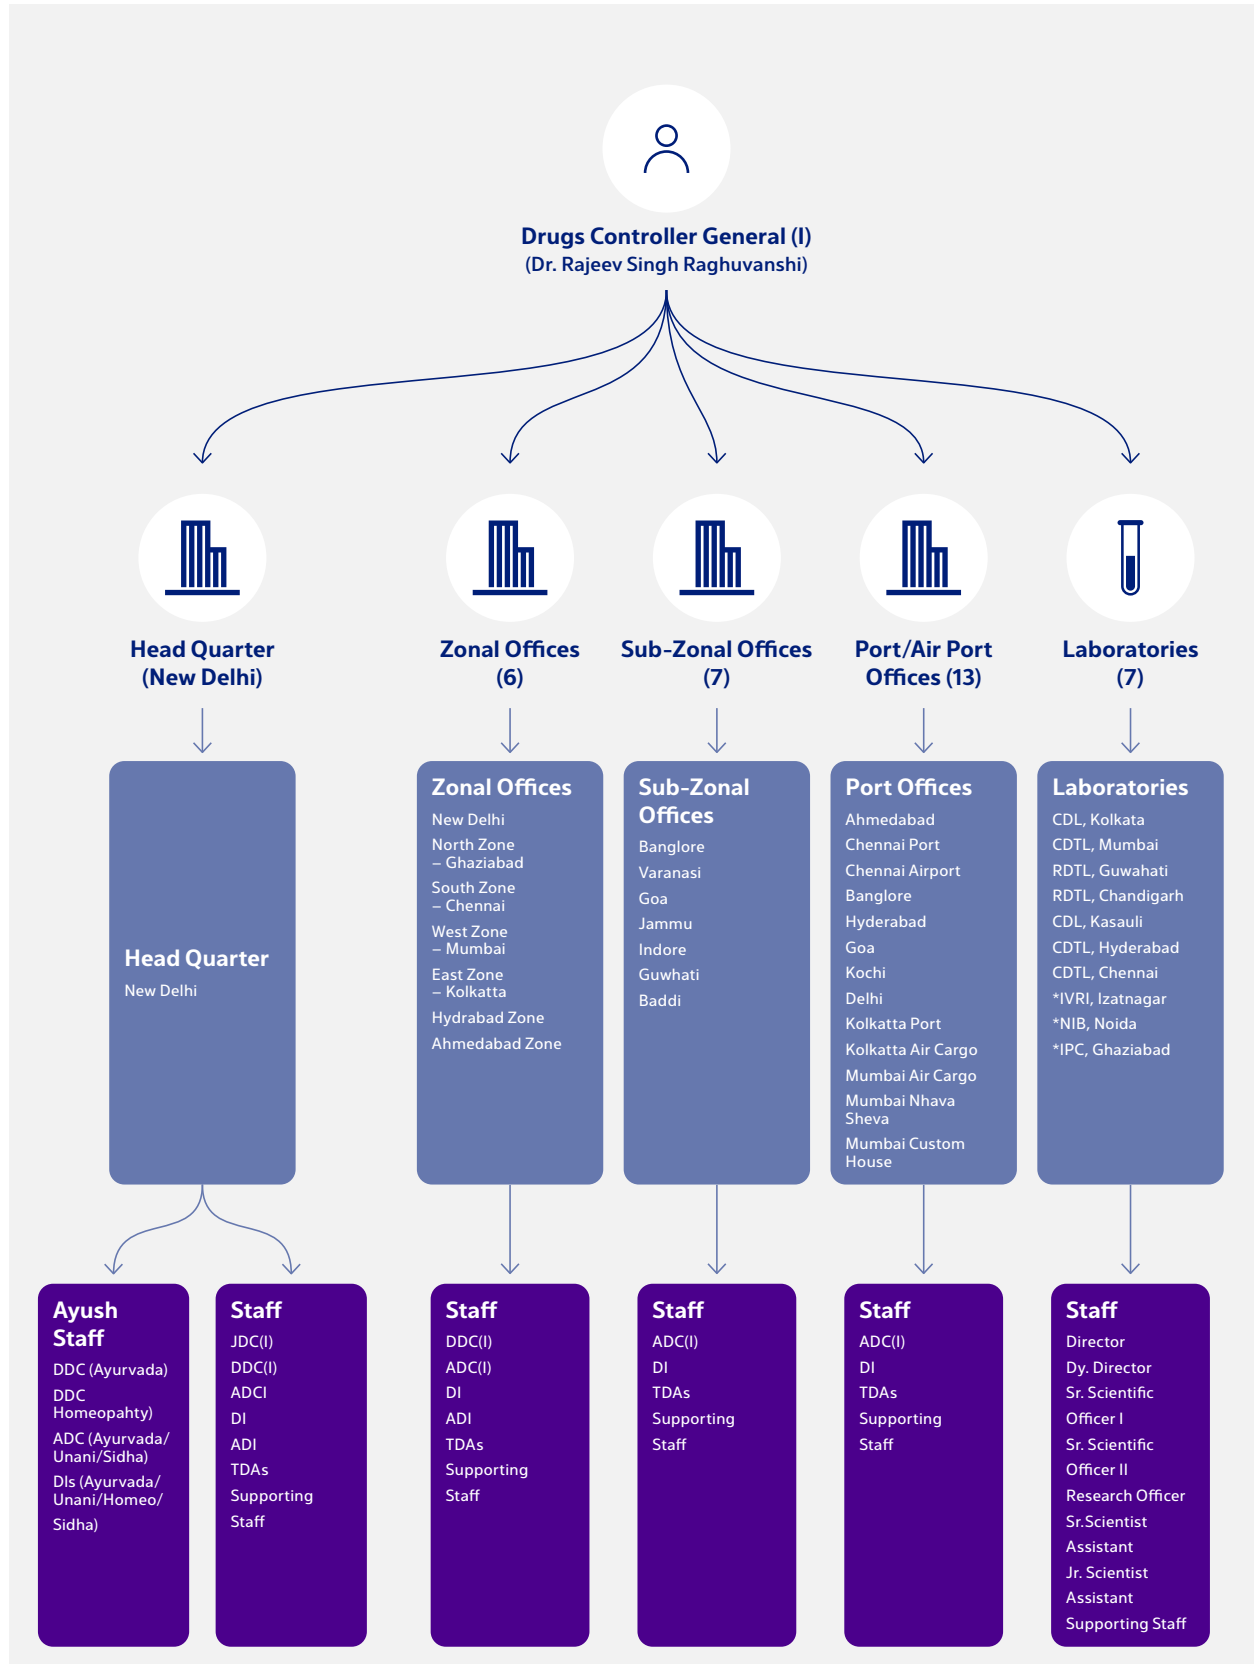 Drugs Controller General (I)
(Dr. Rajeev Singh Raghuvanshi)
Head Quarter
(New Delhi)
Zonal Offices
(6)
Sub-Zonal Offices
(7)
Port/Air Port
Offices (13)
Laboratories
(7)
Head Quarter
New Delhi
Zonal Offices
New Delhi
North Zone
– Ghaziabad
South Zone
– Chennai
West Zone
– Mumbai
East Zone
– Kolkatta
Hydrabad Zone
Ahmedabad Zone
Sub-Zonal
Offices
Banglore
Varanasi
Goa
Jammu
Indore
Guwhati
Baddi
Port Offices
Ahmedabad
Chennai Port
Chennai Airport
Banglore
Hyderabad
Goa
Kochi
Delhi
Kolkatta Port
Kolkatta Air Cargo
Mumbai Air Cargo
Mumbai Nhava
Sheva
Mumbai Custom
House
Laboratories
CDL, Kolkata
CDTL, Mumbai
RDTL, Guwahati
RDTL, Chandigarh
CDL, Kasauli
CDTL, Hyderabad
CDTL, Chennai
*IVRI, Izatnagar
*NIB, Noida
*IPC, Ghaziabad
Ayush
Staff
DDC (Ayurvada)
DDC
Homeopahty)
ADC (Ayurvada/
Unani/Sidha)
DIs (Ayurvada/
Unani/Homeo/
Sidha)
Staff
JDC(I)
DDC(I)
ADCI
DI
ADI
TDAs
Supporting
Staff
Staff
DDC(I)
ADC(I)
DI
ADI
TDAs
Supporting
Staff
Staff
ADC(I)
DI
TDAs
Supporting
Staff
Staff
ADC(I)
DI
TDAs
Supporting
Staff
Staff
Director
Dy. Director
Sr. Scientific
Officer I
Sr. Scientific
Officer II
Research Officer
Sr.Scientist
Assistant
Jr. Scientist
Assistant
Supporting Staff